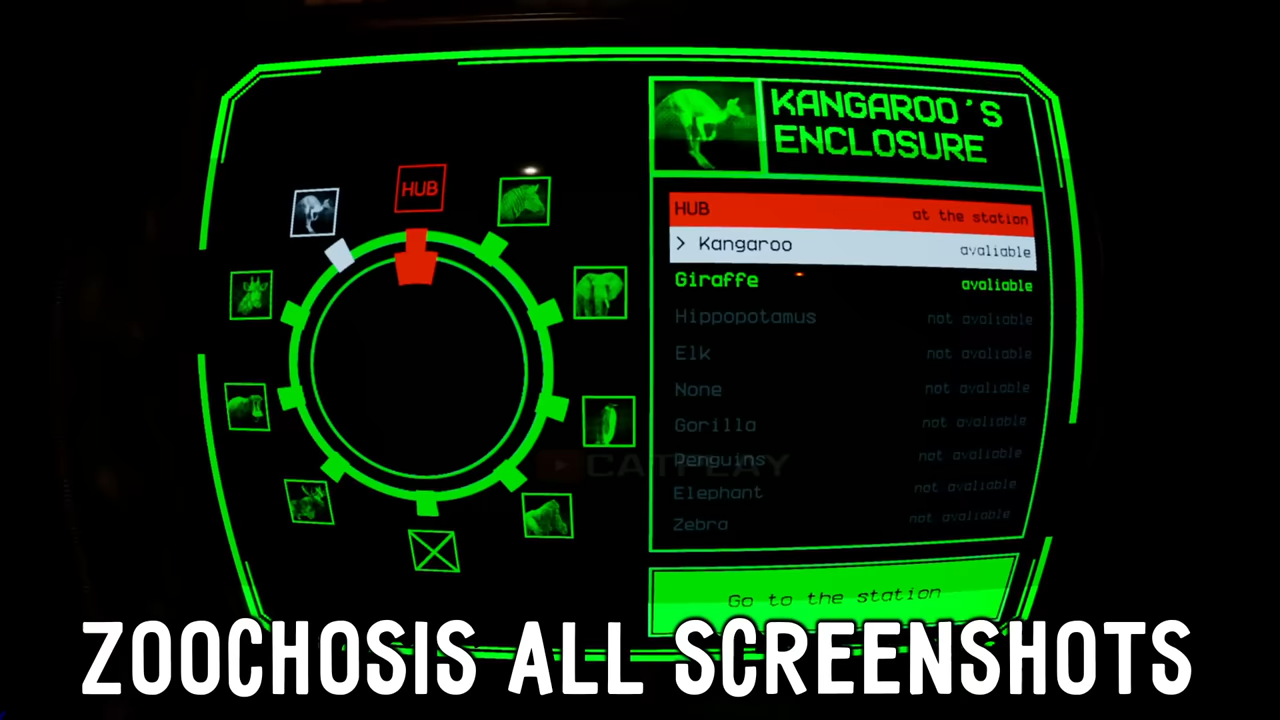 KANGAROO'S
ENCLOSURE
HUB
HUB at the station
> Kangaroo avaliable
Giraffe avaliable
Hippopotamus not avaliable
Elk not avaliable
None not avaliable
Gorilla not avaliable
Penguins not avaliable
CATPLAY
Elephant not avaliable
Zebra not avaliable
Go to the station
ZOOCHOSIS ALL SCREENSHOTS